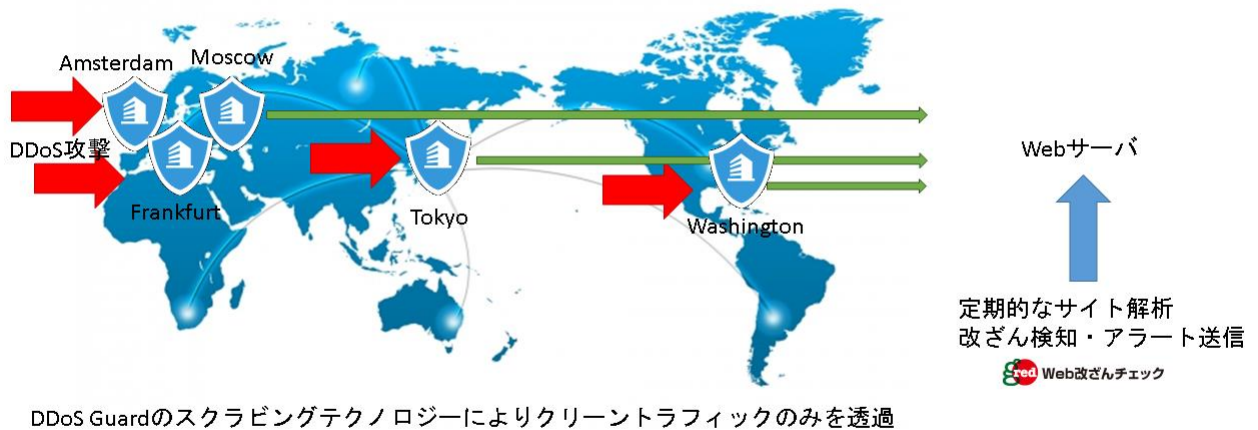 Amsterdam
Moscow
DDoS攻撃
Frankfurt
Tokyo
Washington
Webサーバ
定期的なサイト解析
改ざん検知・アラート送信
gred Web改ざんチェック
DDoS Guardのスクラビングテクノロジーによりクリーントラフィックのみを透過